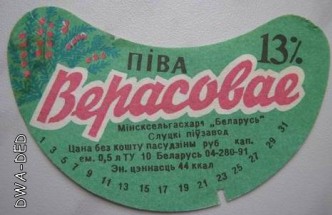 ПІВА 13%
Верасовае
Мінсксельгасхарч „Беларусь"
Слуцкі піўзавод
Цана без кошту пасудзіны руб кап.
ем. 0,5 л ТУ 10 Беларусь 04-280-91
Эн. цэннасць 44 ккал
1 3 5 7 9 11 13 15 17 19 21 23 25 27 29 31
DWA-DED